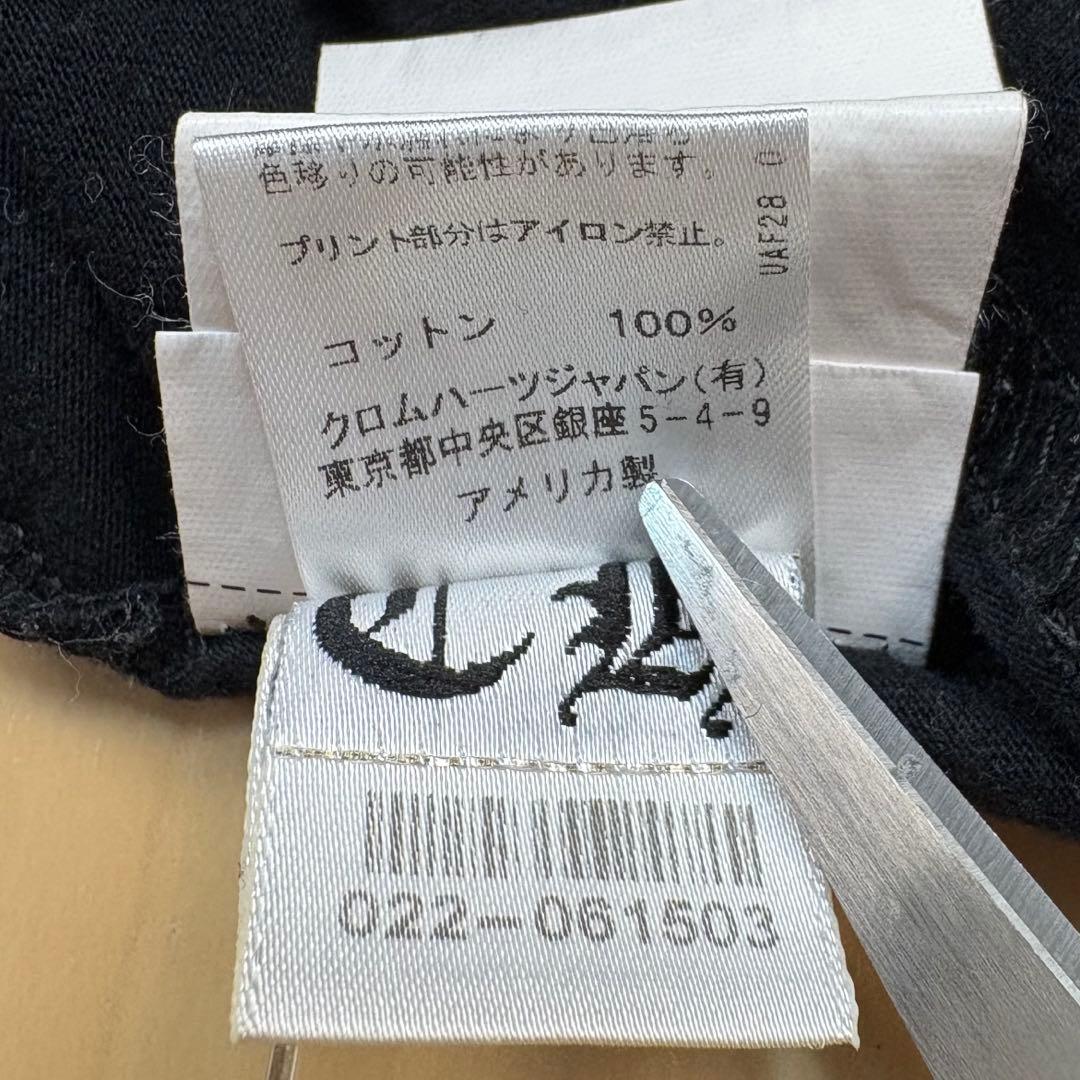 色移りの可能性があります。
プリント部分はアイロン禁止。
UAF28 0
コットン 100%
クロムハーツジャパン(有)
東京都中央区銀座5-4-9
アメリカ製
CH
022-061503